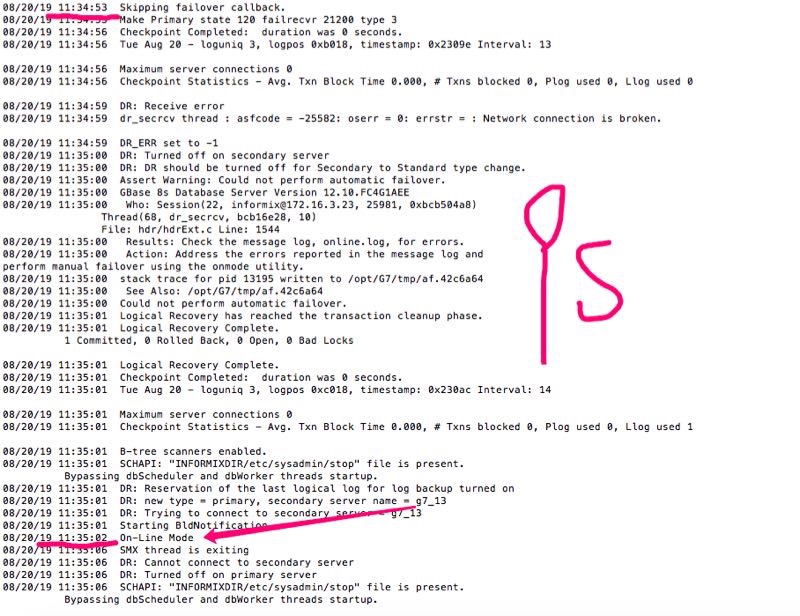 08/20/19 11:34:53  Skipping failover callback.
08/20/19 11:34:53  Make Primary state 120 failrecvr 21200 type 3
08/20/19 11:34:56  Checkpoint Completed:  duration was 0 seconds.
08/20/19 11:34:56  Tue Aug 20 - loguniq 3, logpos 0xb018, timestamp: 0x2309e Interval: 13
08/20/19 11:34:56  Maximum server connections 0
08/20/19 11:34:56  Checkpoint Statistics - Avg. Txn Block Time 0.000, # Txns blocked 0, Plog used 0, Llog used 0
08/20/19 11:34:59  DR: Receive error
08/20/19 11:34:59  dr_secrcv thread : asfcode = -25582: oserr = 0: errstr = : Network connection is broken.
08/20/19 11:34:59  DR_ERR set to -1
08/20/19 11:35:00  DR: Turned off on secondary server
08/20/19 11:35:00  DR: DR should be turned off for Secondary to Standard type change.
08/20/19 11:35:00  Assert Warning: Could not perform automatic failover.
08/20/19 11:35:00  GBase 8s Database Server Version 12.10.FC4G1AEE
08/20/19 11:35:00   Who: Session(22, informix@172.16.3.23, 25981, 0xbcb504a8)
Thread(68, dr_secrcv, bcb16e28, 10)
File: hdr/hdrExt.c Line: 1544
08/20/19 11:35:00   Results: Check the message log, online.log, for errors.
08/20/19 11:35:00   Action: Address the errors reported in the message log and
perform manual failover using the onmode utility.
08/20/19 11:35:00  stack trace for pid 13195 written to /opt/G7/tmp/af.42c6a64
08/20/19 11:35:00   See Also: /opt/G7/tmp/af.42c6a64
08/20/19 11:35:00  Could not perform automatic failover.
08/20/19 11:35:01  Logical Recovery has reached the transaction cleanup phase.
08/20/19 11:35:01  Logical Recovery Complete.
1 Committed, 0 Rolled Back, 0 Open, 0 Bad Locks
08/20/19 11:35:01  Logical Recovery Complete.
08/20/19 11:35:01  Checkpoint Completed:  duration was 0 seconds.
08/20/19 11:35:01  Tue Aug 20 - loguniq 3, logpos 0xc018, timestamp: 0x230ac Interval: 14
08/20/19 11:35:01  Maximum server connections 0
08/20/19 11:35:01  Checkpoint Statistics - Avg. Txn Block Time 0.000, # Txns blocked 0, Plog used 0, Llog used 1
08/20/19 11:35:01  B-tree scanners enabled.
08/20/19 11:35:01  SCHAPI: "INFORMIXDIR/etc/sysadmin/stop" file is present.
Bypassing dbScheduler and dbWorker threads startup.
08/20/19 11:35:01  DR: Reservation of the last logical log for log backup turned on
08/20/19 11:35:01  DR: new type = primary, secondary server name = g7_13
08/20/19 11:35:01  DR: Trying to connect to secondary server = g7_13
08/20/19 11:35:01  Starting BldNotification
08/20/19 11:35:02  On-Line Mode
08/20/19 11:35:06  SMX thread is exiting
08/20/19 11:35:06  DR: Cannot connect to secondary server
08/20/19 11:35:06  DR: Turned off on primary server
08/20/19 11:35:06  SCHAPI: "INFORMIXDIR/etc/sysadmin/stop" file is present.
Bypassing dbScheduler and dbWorker threads startup.
9s